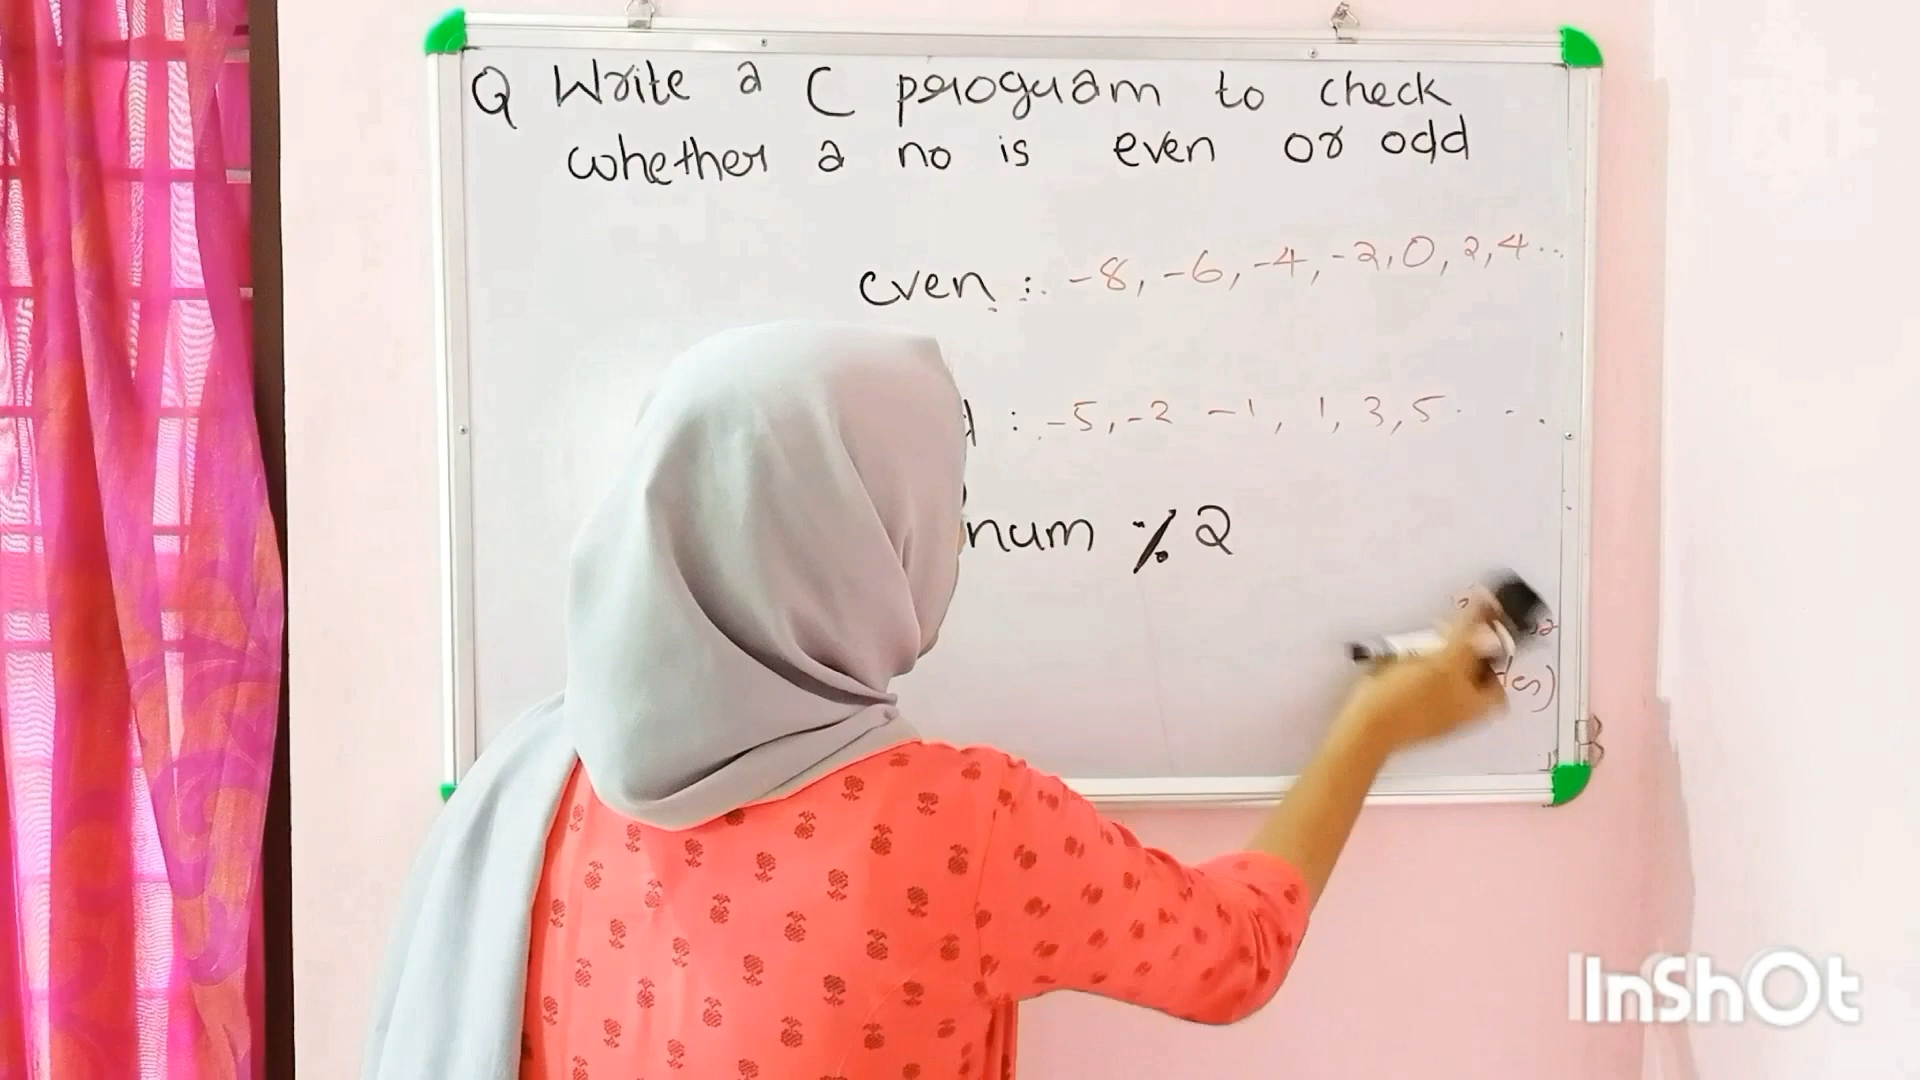 Q Write a C program to check
whether a no is even or odd
even : -8, -6, -4, -2, 0, 2, 4...
: -5, -2 -1, 1, 3, 5...
num % 2
InShOt